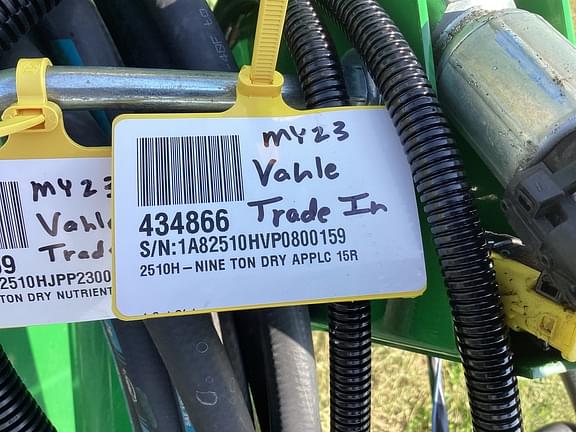 MY23
Vahle
Trade In
434866
S/N:1A82510HVP0800159
2510H-NINE TON DRY APPLC 15R
MY23
Vahle
Trade
2510HJPP2300
TON DRY NUTRIENT